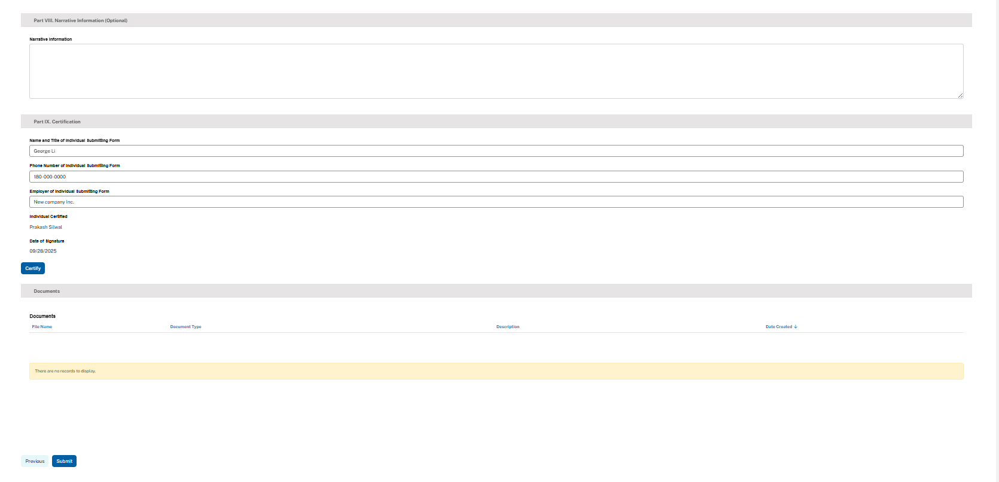 Part VIII. Narrative Information (Optional)
Narrative Information
Part IX. Certification
Name and Title of Individual Submitting Form
George Li
Phone Number of Individual Submitting Form
180-000-0000
Employer of Individual Submitting Form
New company Inc.
Individual Certified
Prakash Silwal
Date of Signature
09/28/2025
Certify
Documents
Documents
File Name Document Type Description Date Created
There are no records to display.
Previous Submit